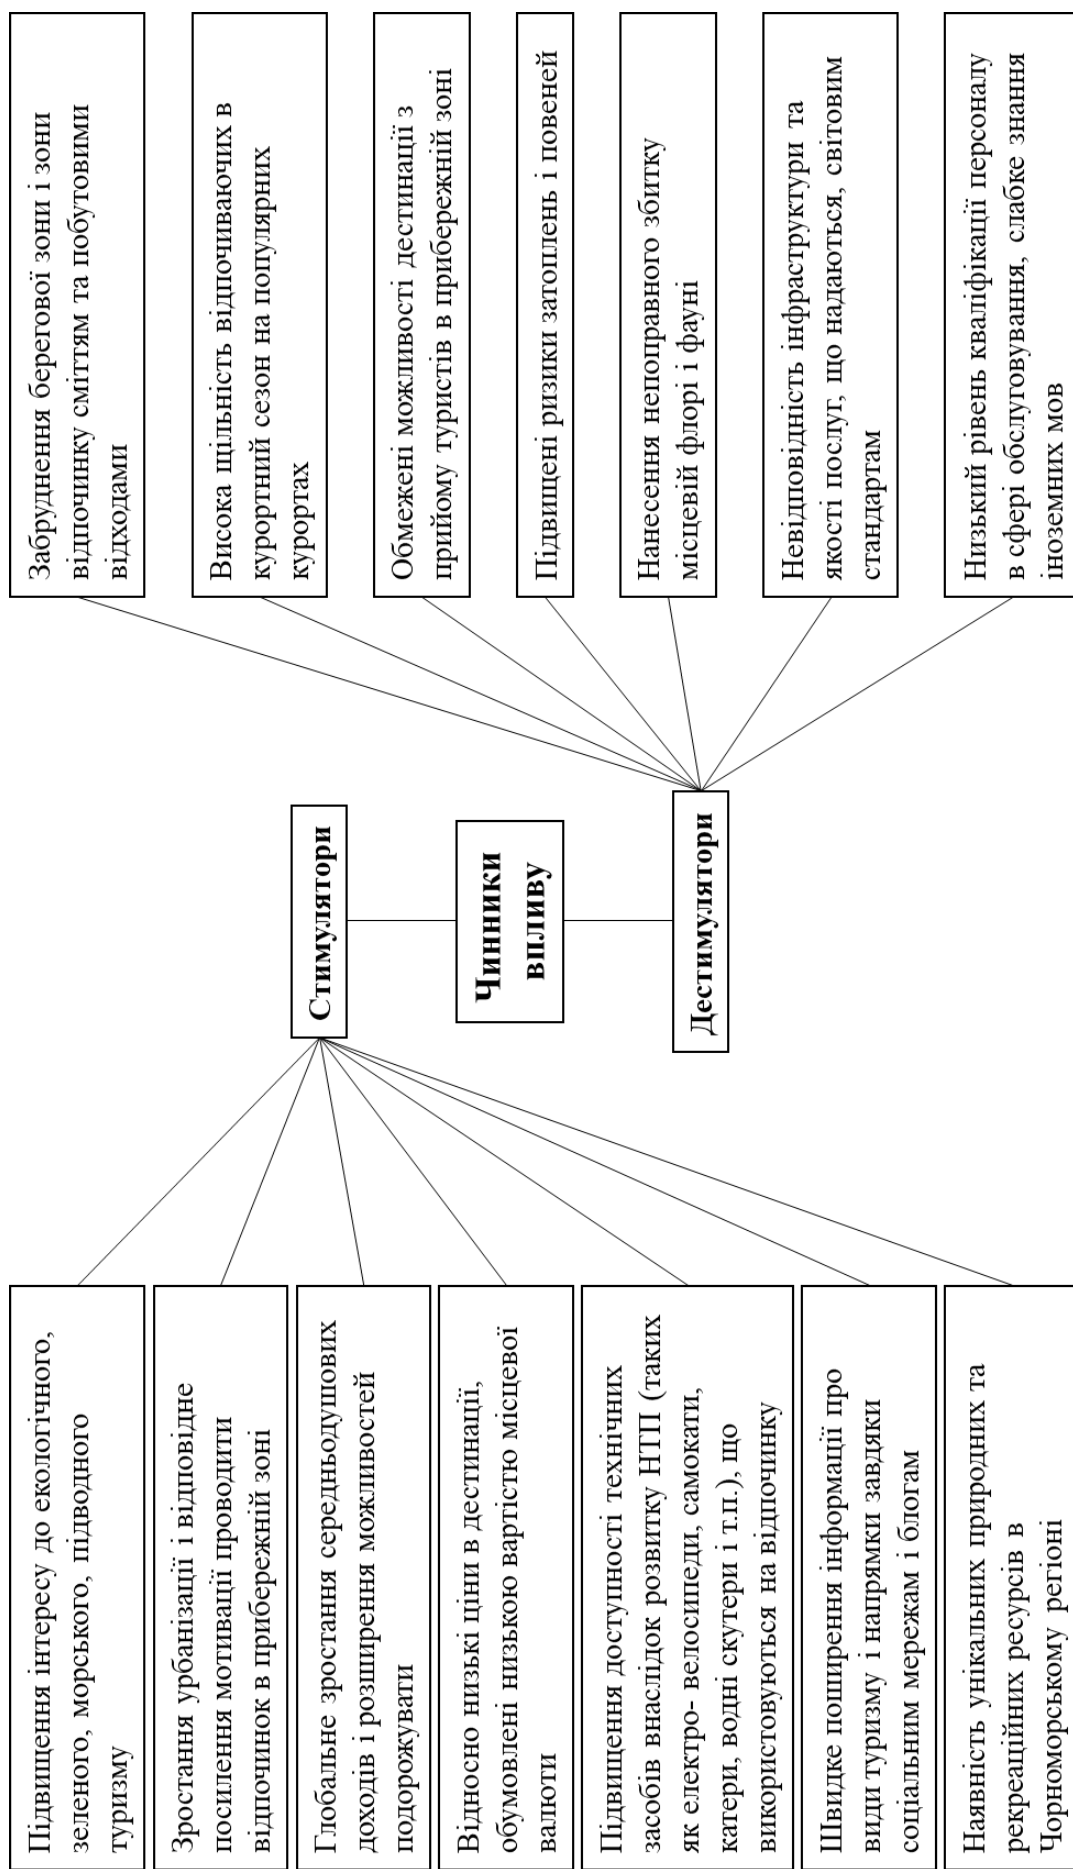 Підвищення інтересу до екологічного,
зеленого, морського, підводного
туризму
Зростання урбанізації і відповідне
посилення мотивації проводити
відпочинок в прибережній зоні
Глобальне зростання середньодушових
доходів і розширення можливостей
подорожувати
Відносно низькі ціни в дестинації,
обумовлені низькою вартістю місцевої
валюти
Підвищення доступності технічних
засобів внаслідок розвитку НТП (таких
як електро- велосипеди, самокати,
катери, водні скутери і т.п.), що
використовуються на відпочинку
Швидке поширення інформації про
види туризму і напрямки завдяки
соціальним мережам і блогам
Наявність унікальних природних та
рекреаційних ресурсів в
Чорноморському регіоні
Стимулятори
Чинники
впливу
Дестимулятори
Забруднення берегової зони і зони
відпочинку сміттям та побутовими
відходами
Висока щільність відпочиваючих в
курортний сезон на популярних
курортах
Обмежені можливості дестинації з
прийому туристів в прибережній зоні
Підвищені ризики затоплень і повеней
Нанесення непоправного збитку
місцевій флорі і фауні
Невідповідність інфраструктури та
якості послуг, що надаються, світовим
стандартам
Низький рівень кваліфікації персоналу
в сфері обслуговування, слабке знання
іноземних мов